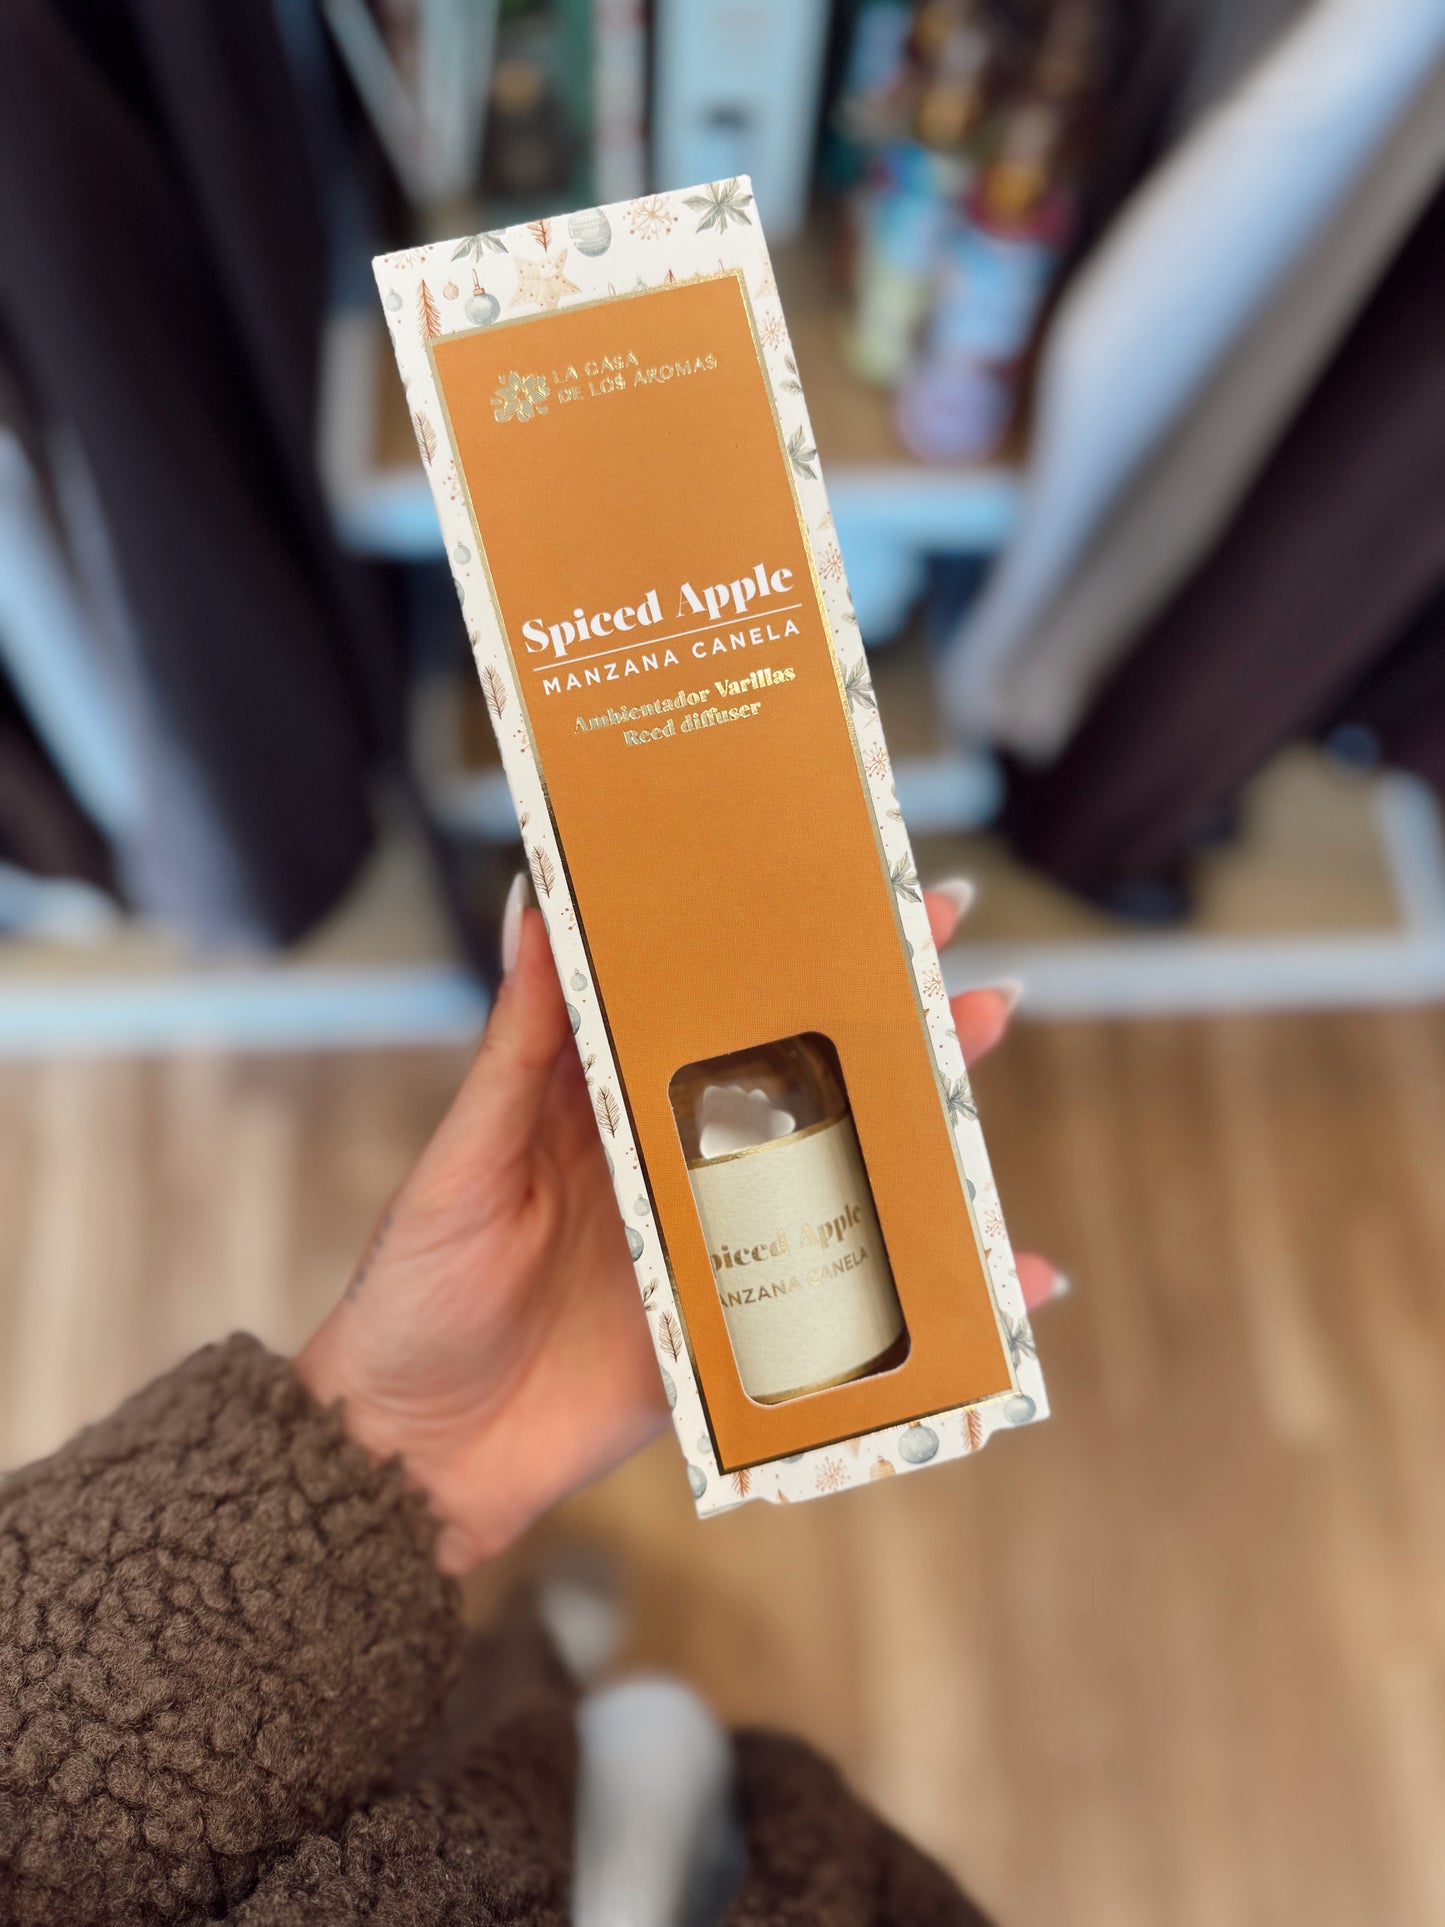 LA CASA
DE LOS AROMAS
Spiced Apple
MANZANA CANELA
Ambientador Varillas
Reed diffuser
piced Apple
ANZANA CANELA